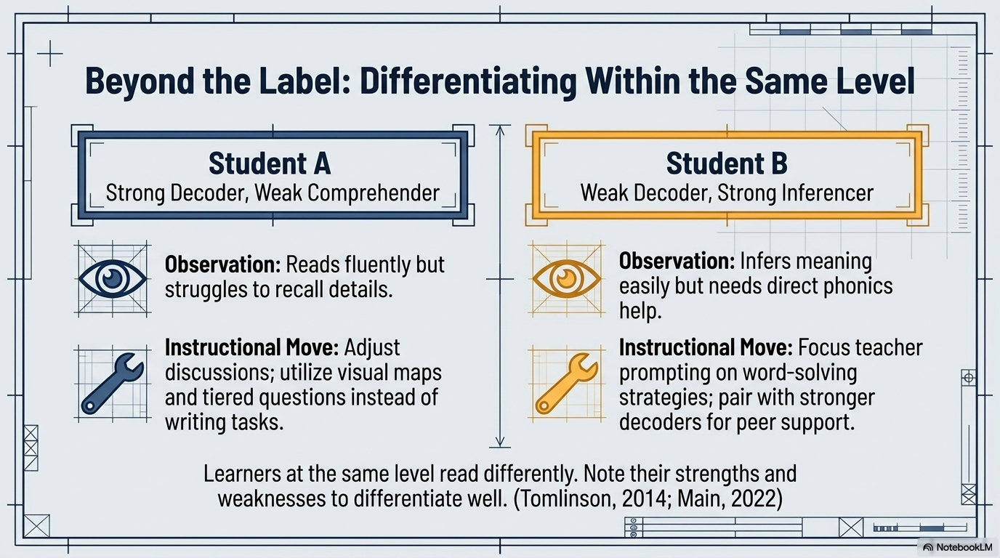 Beyond the Label: Differentiating Within the Same Level
Student A
Strong Decoder, Weak Comprehender
Observation: Reads fluently but
struggles to recall details.
Instructional Move: Adjust
discussions; utilize visual maps
and tiered questions instead of
writing tasks.
Student B
Weak Decoder, Strong Inferencer
Observation: Infers meaning
easily but needs direct phonics
help.
Instructional Move: Focus teacher
prompting on word-solving
strategies; pair with stronger
decoders for peer support.
Learners at the same level read differently. Note their strengths and
weaknesses to differentiate well. (Tomlinson, 2014; Main, 2022)
NotebookLM